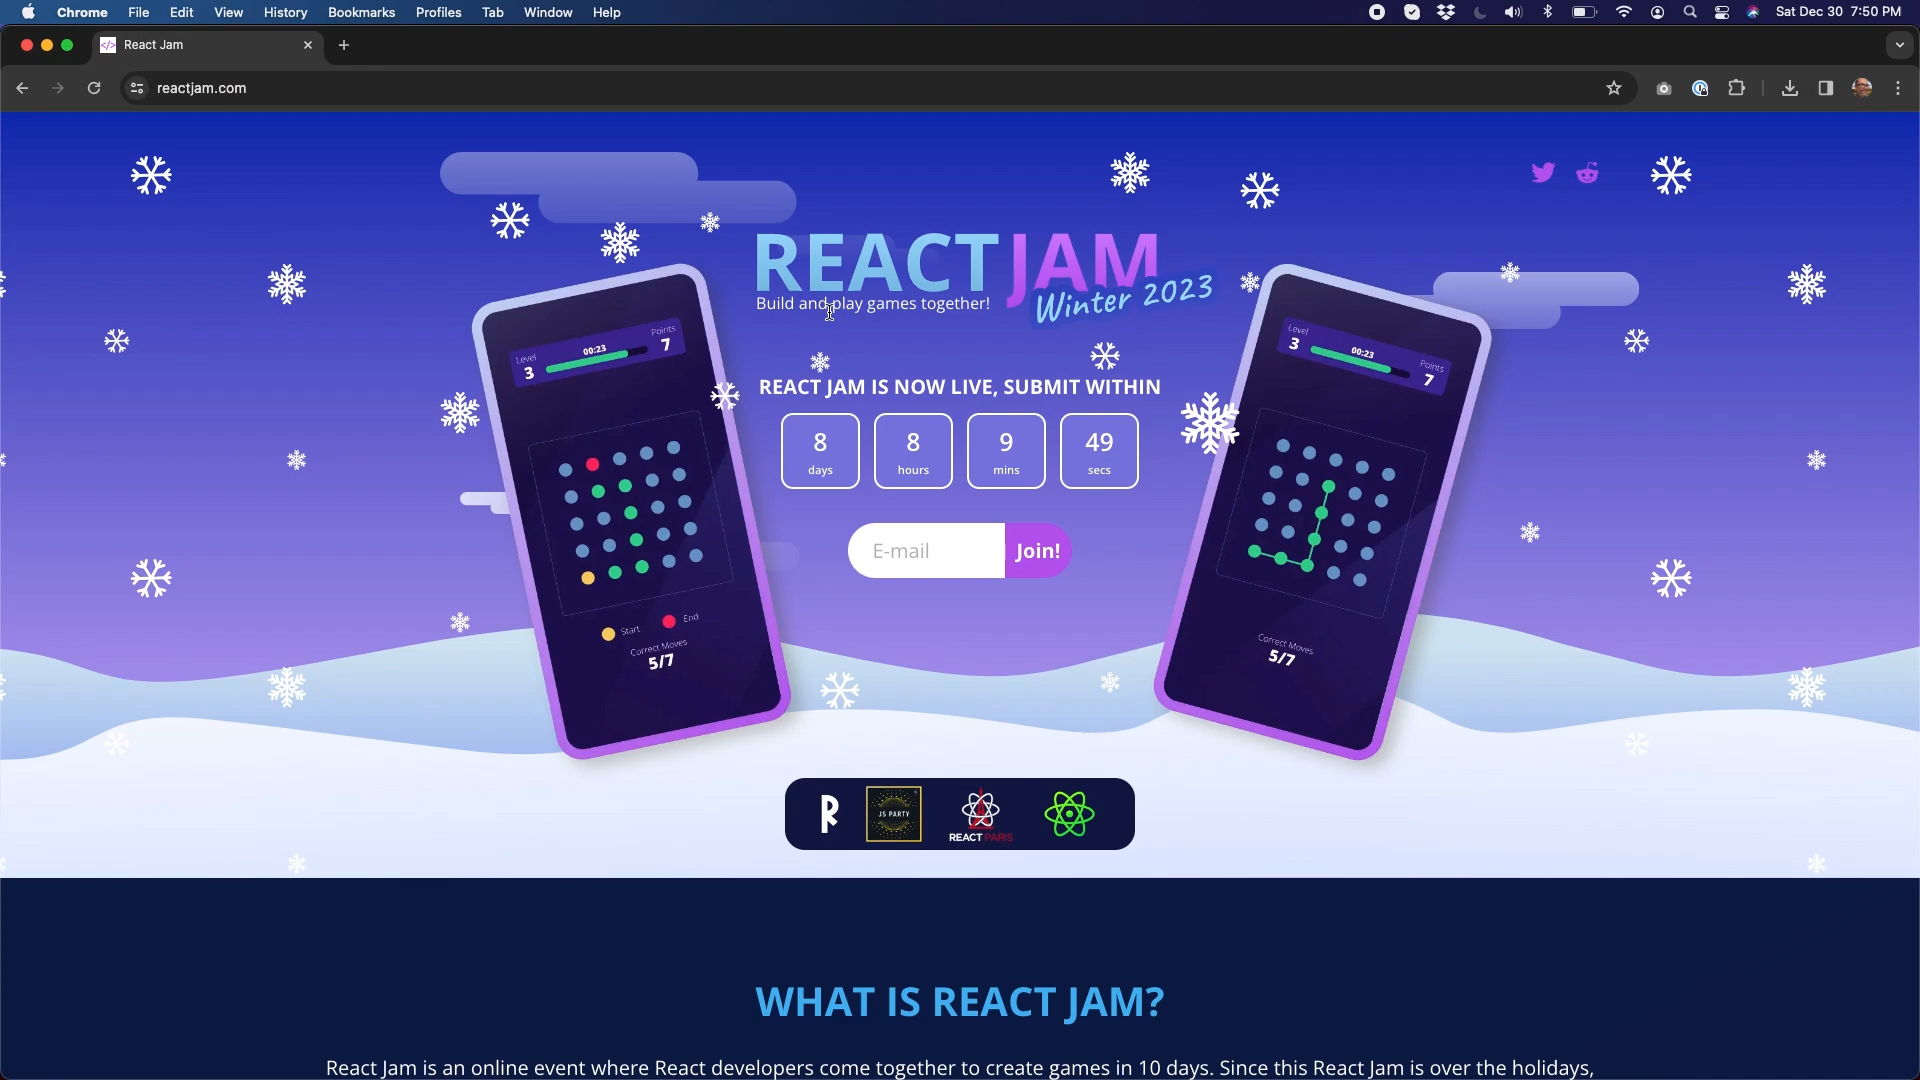 Chrome File Edit View History Bookmarks Profiles Tab Window Help Sat Dec 30 7:50 PM
React Jam
reactjam.com
REACT JAM
Build and play games together!
Winter 2023
Level
3
00:23
Points
7
Start
End
Correct Moves
5/7
REACT JAM IS NOW LIVE, SUBMIT WITHIN
8 8 9 49
days hours mins secs
E-mail Join!
Level
3
00:23
Points
7
Correct Moves
5/7
JS PARTY
REACT PARIS
WHAT IS REACT JAM?
React Jam is an online event where React developers come together to create games in 10 days. Since this React Jam is over the holidays,